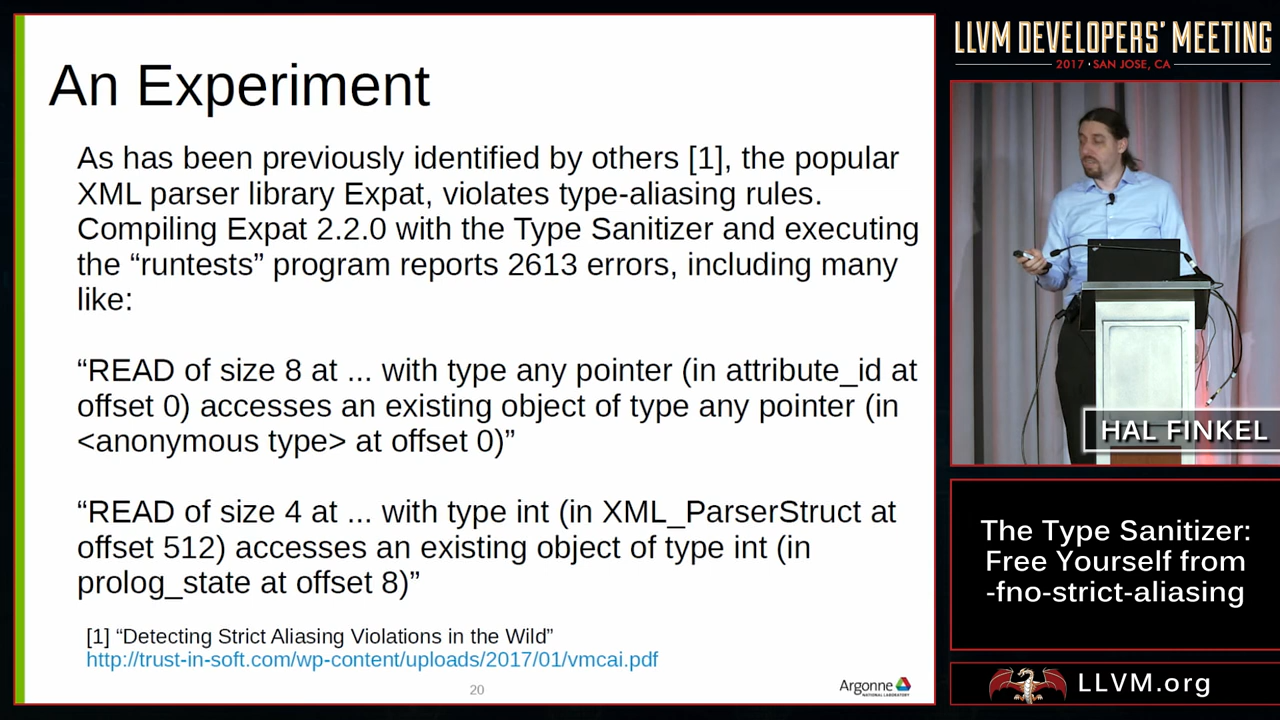 An Experiment
As has been previously identified by others [1], the popular
XML parser library Expat, violates type-aliasing rules.
Compiling Expat 2.2.0 with the Type Sanitizer and executing
the “runtests” program reports 2613 errors, including many
like:
“READ of size 8 at ... with type any pointer (in attribute_id at
offset 0) accesses an existing object of type any pointer (in
<anonymous type> at offset 0)”
“READ of size 4 at ... with type int (in XML_ParserStruct at
offset 512) accesses an existing object of type int (in
prolog_state at offset 8)”
[1] “Detecting Strict Aliasing Violations in the Wild”
http://trust-in-soft.com/wp-content/uploads/2017/01/vmcai.pdf
20
Argonne
NATIONAL LABORATORY
LLVM DEVELOPERS' MEETING
2017 · SAN JOSE, CA
HAL FINKEL
The Type Sanitizer:
Free Yourself from
-fno-strict-aliasing
LLVM.org